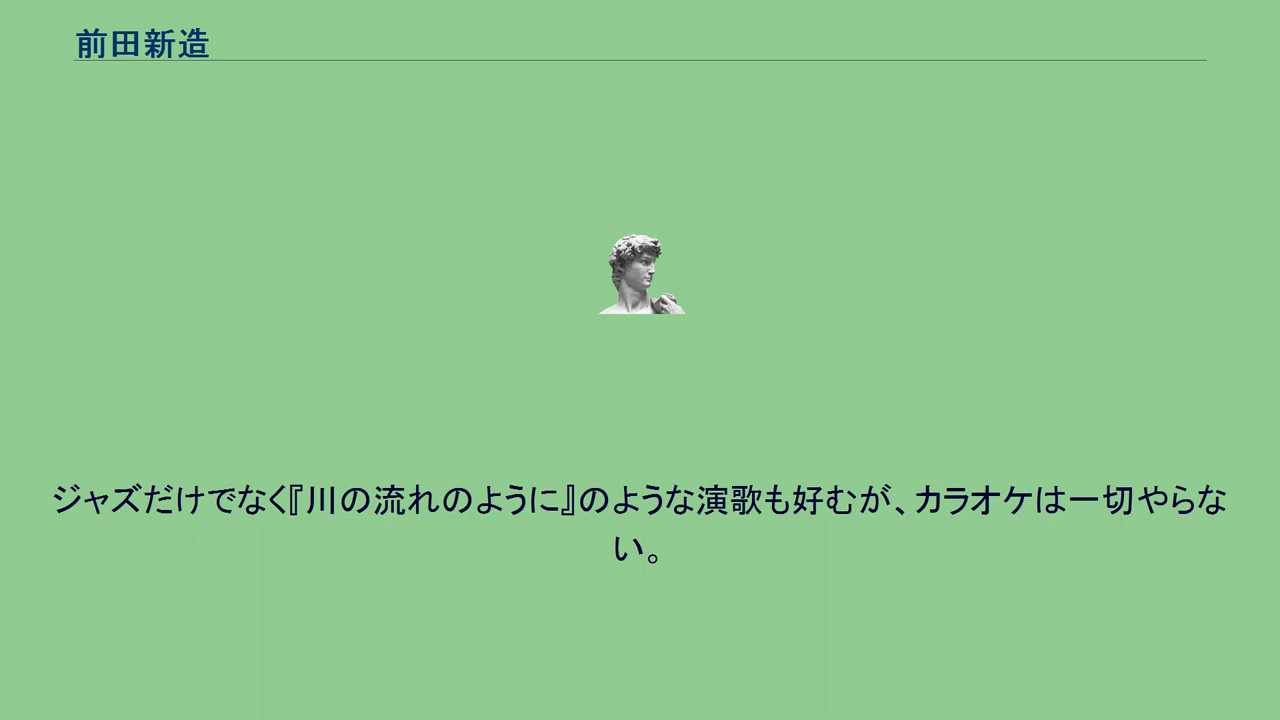 前田新造
ジャズだけでなく『川の流れのように』のような演歌も好むが、カラオケは一切やらな
い。